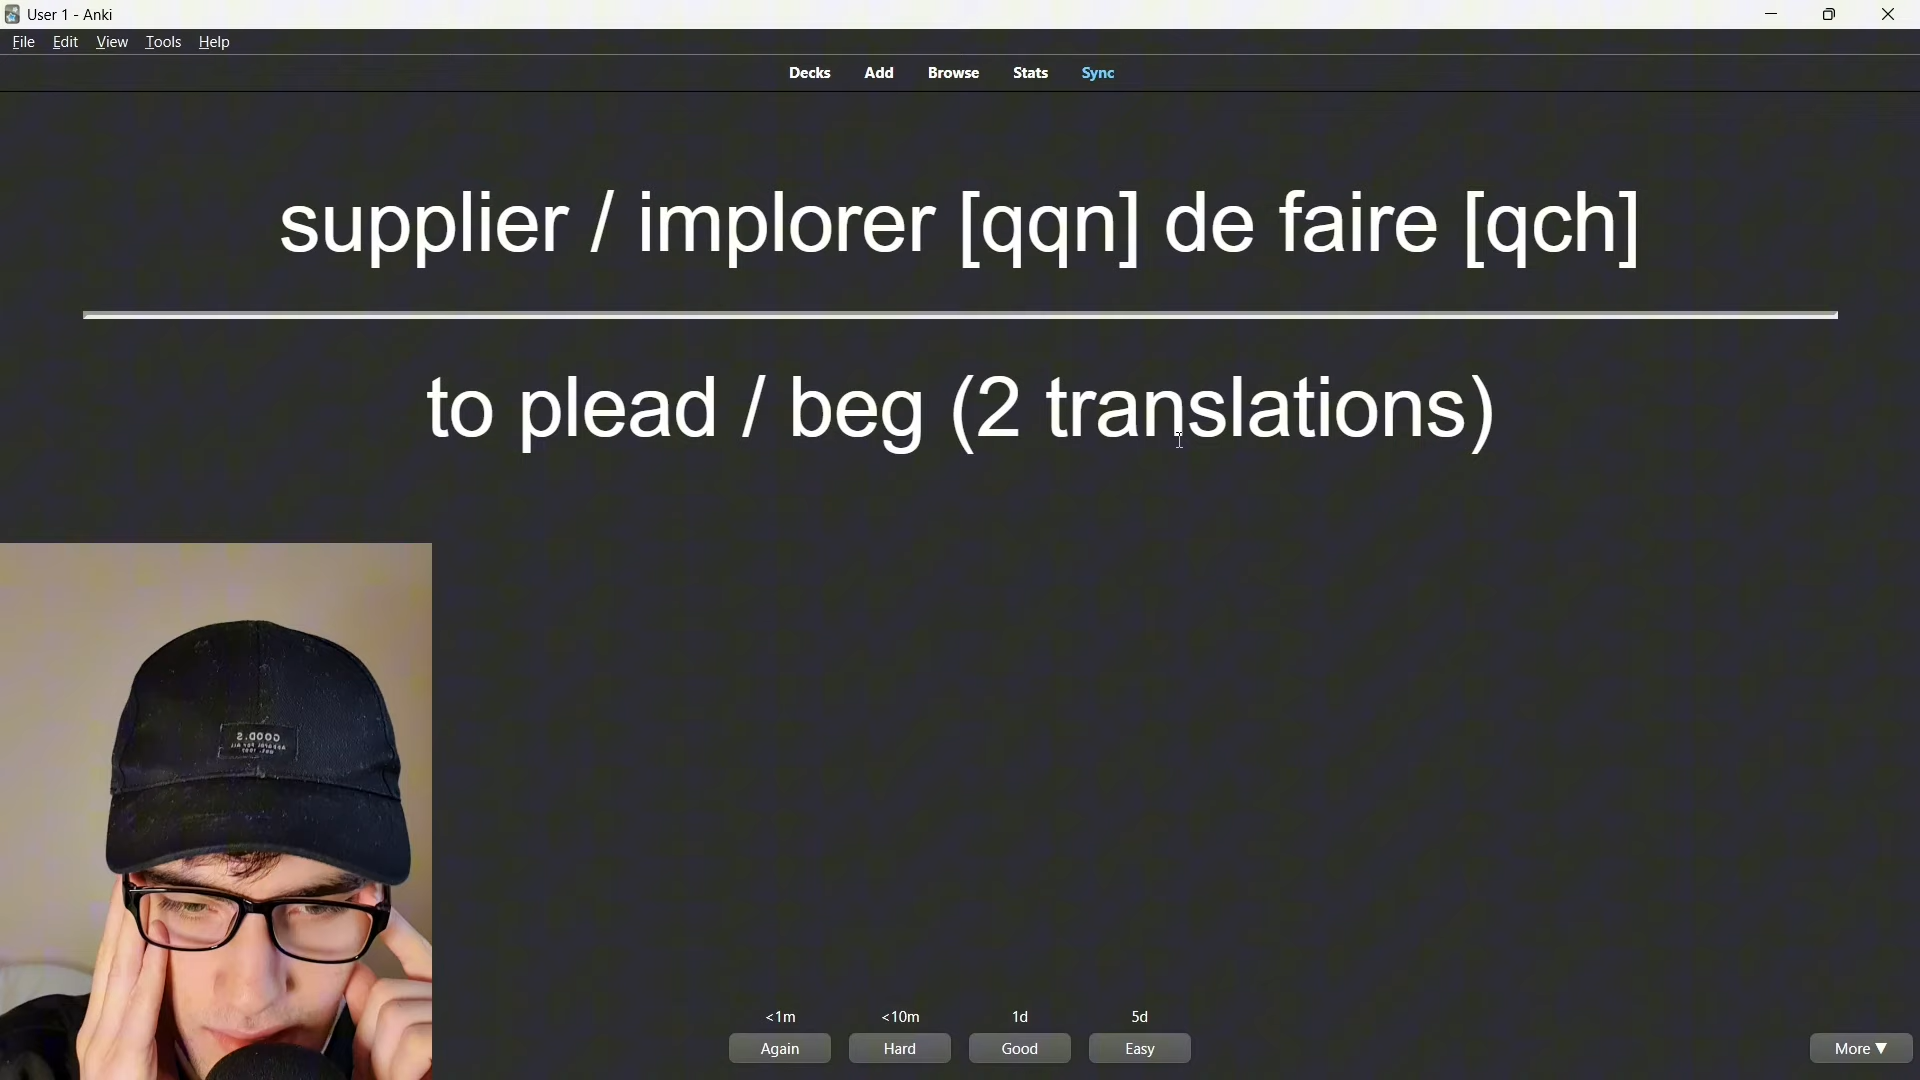 User 1 - Anki
File Edit View Tools Help
Decks Add Browse Stats Sync
supplier / implorer [qqn] de faire [qch]
to plead / beg (2 translations)
GOOD.S
<1m <10m 1d 5d
Again Hard Good Easy
More ▼